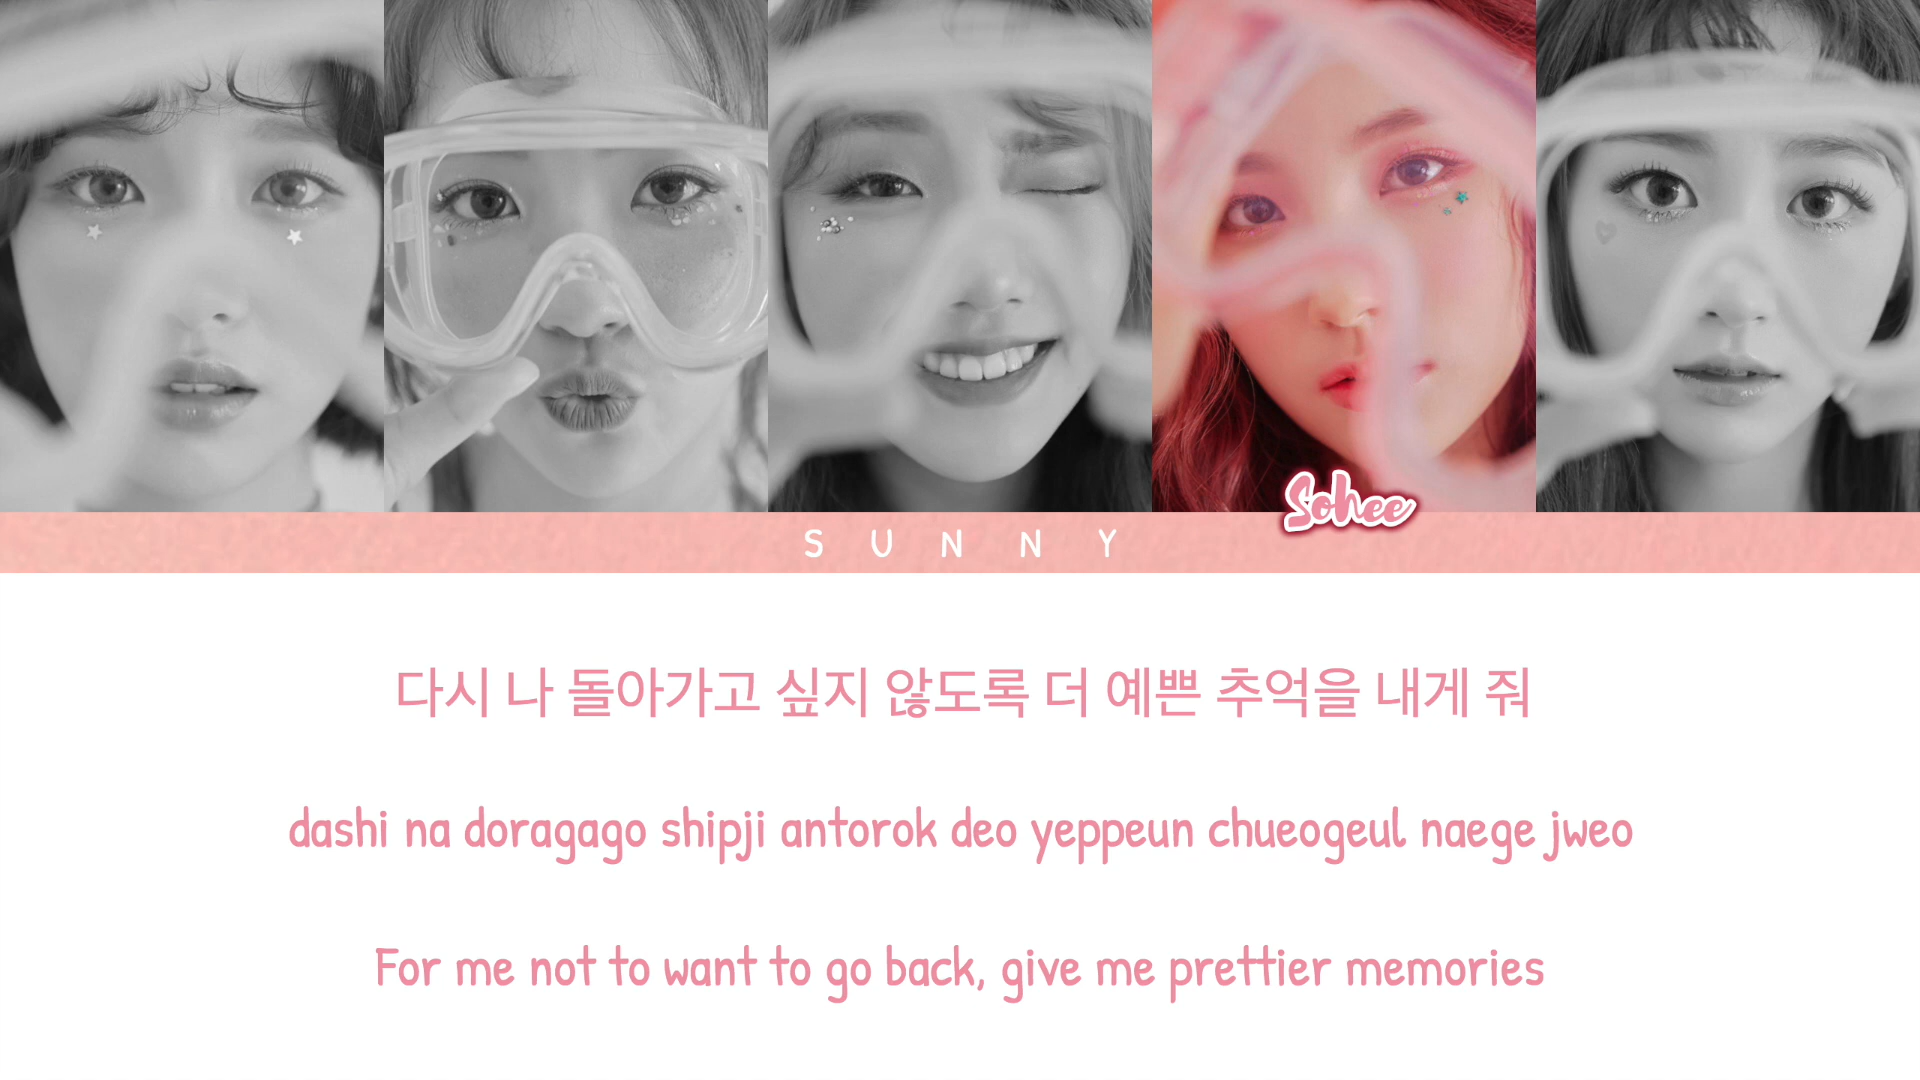 Sohee
SUNNY
다시 나 돌아가고 싶지 않도록 더 예쁜 추억을 내게 줘
dashi na doragago shipji antorok deo yeppeun chueogeul naege jweo
For me not to want to go back, give me prettier memories